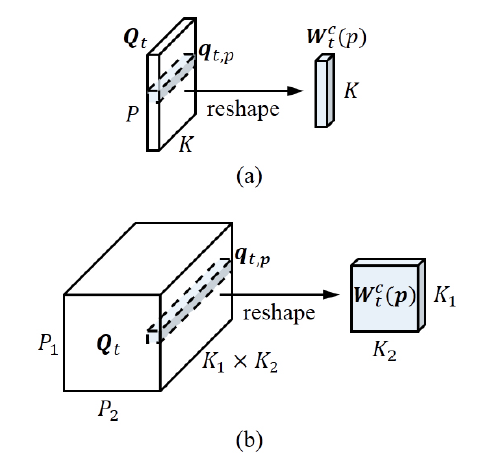 Q_t
q_{t,p}
W_t^c(p)
P
K
reshape
K
(a)
q_{t,p}
P_1
Q_t
reshape
W_t^c(p)
K_1
K_1 × K_2
K_2
P_2
(b)